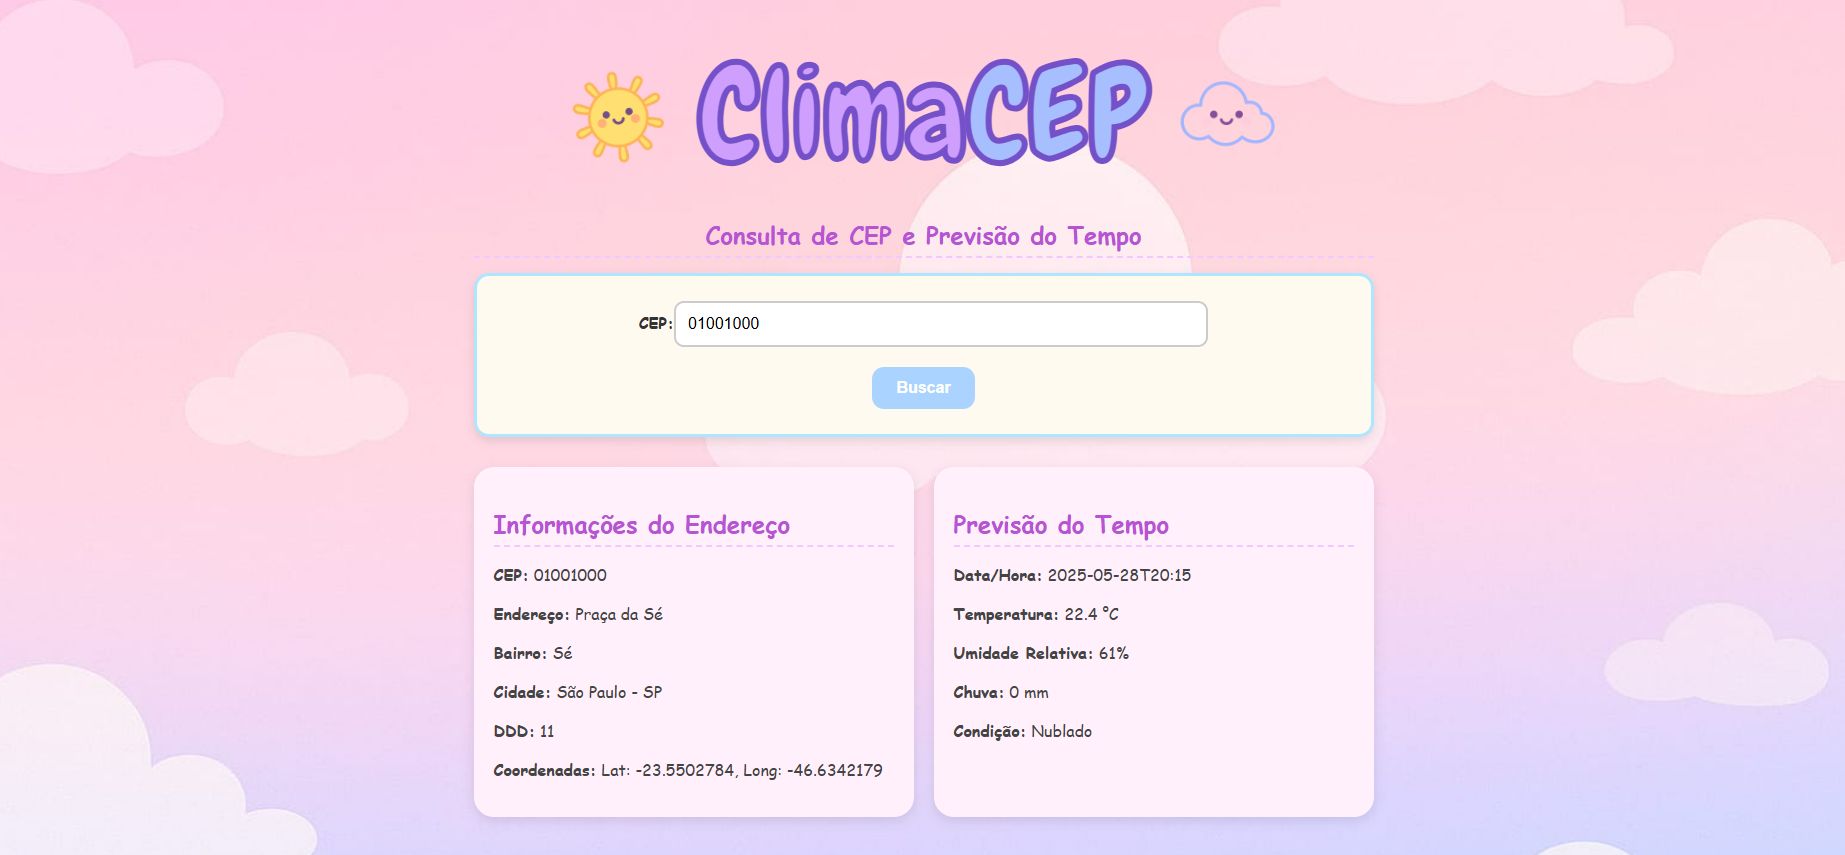 ClimaCEP
Consulta de CEP e Previsão do Tempo
CEP: 01001000
Buscar
Informações do Endereço
CEP: 01001000
Endereço: Praça da Sé
Bairro: Sé
Cidade: São Paulo - SP
DDD: 11
Coordenadas: Lat: -23.5502784, Long: -46.6342179
Previsão do Tempo
Data/Hora: 2025-05-28T20:15
Temperatura: 22.4 °C
Umidade Relativa: 61%
Chuva: 0 mm
Condição: Nublado